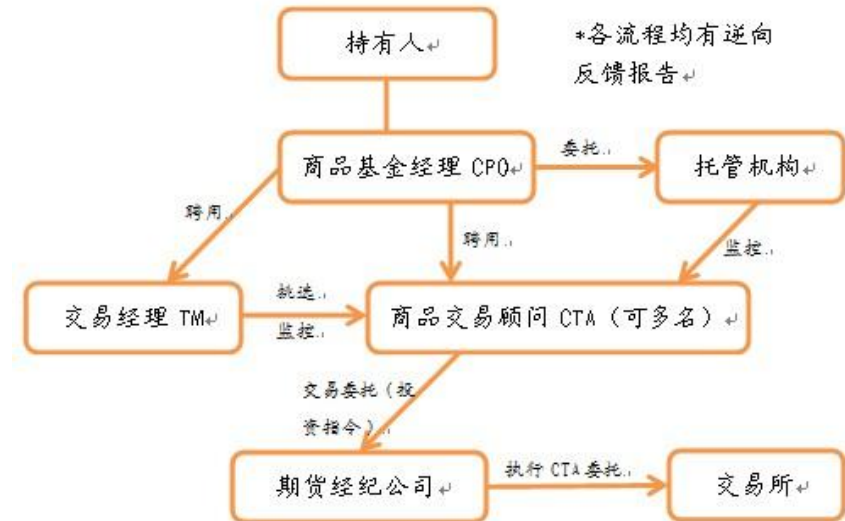 持有人
*各流程均有逆向
反馈报告
商品基金经理 CPO
委托
托管机构
聘用
聘用
监控
交易经理 TM
挑选
监控
商品交易顾问 CTA（可多名）
交易委托（投
资指令）
期货经纪公司
执行 CTA 委托
交易所